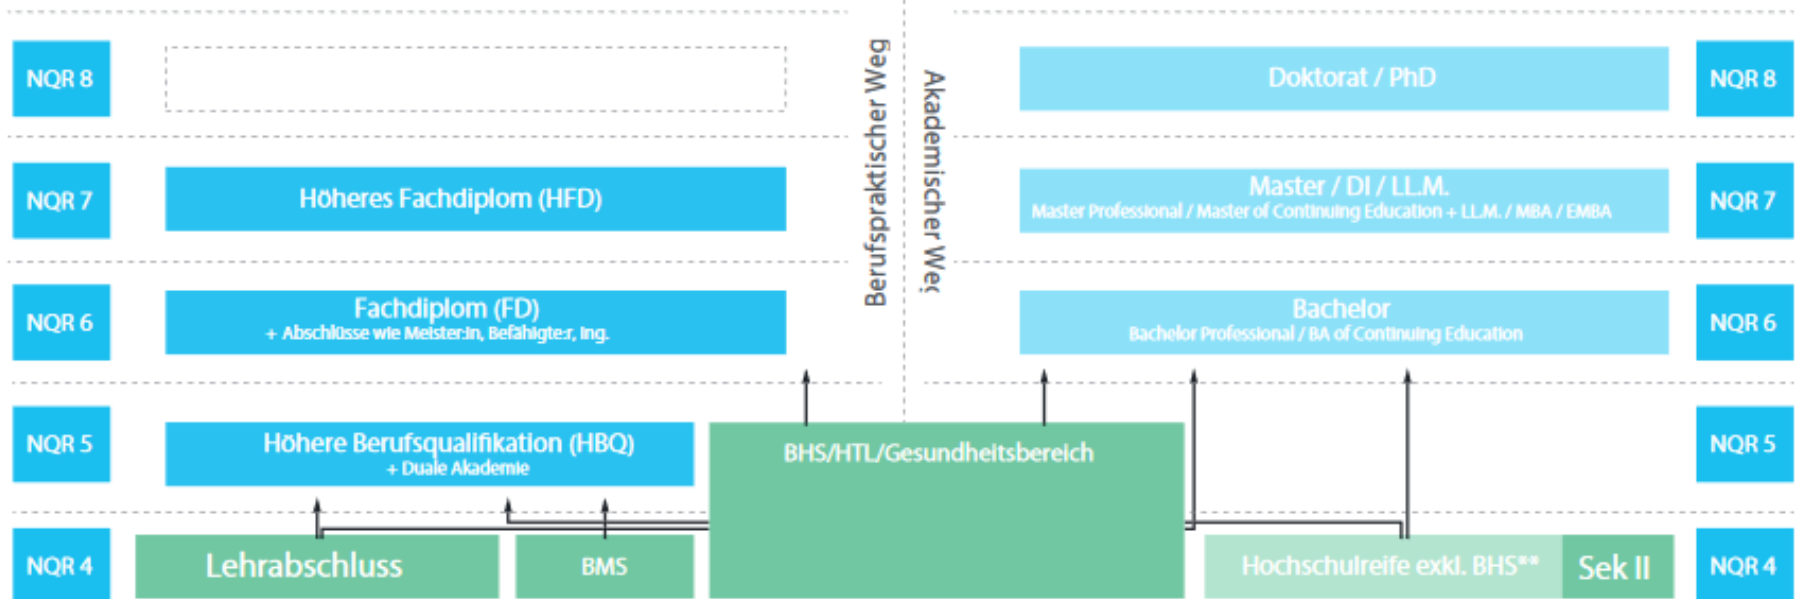 NQR 8
Doktorat / PhD
NQR 8
Berufspraktischer Weg
Akademischer Weg
NQR 7
Höheres Fachdiplom (HFD)
Master / DI / LL.M.
Master Professional / Master of Continuing Education + LL.M. / MBA / EMBA
NQR 7
NQR 6
Fachdiplom (FD)
+ Abschlüsse wie Meister:in, Befähigte:r, Ing.
Bachelor
Bachelor Professional / BA of Continuing Education
NQR 6
NQR 5
Höhere Berufsqualifikation (HBQ)
+ Duale Akademie
BHS/HTL/Gesundheitsbereich
NQR 5
NQR 4
Lehrabschluss
BMS
Hochschulreife exkl. BHS**
Sek II
NQR 4